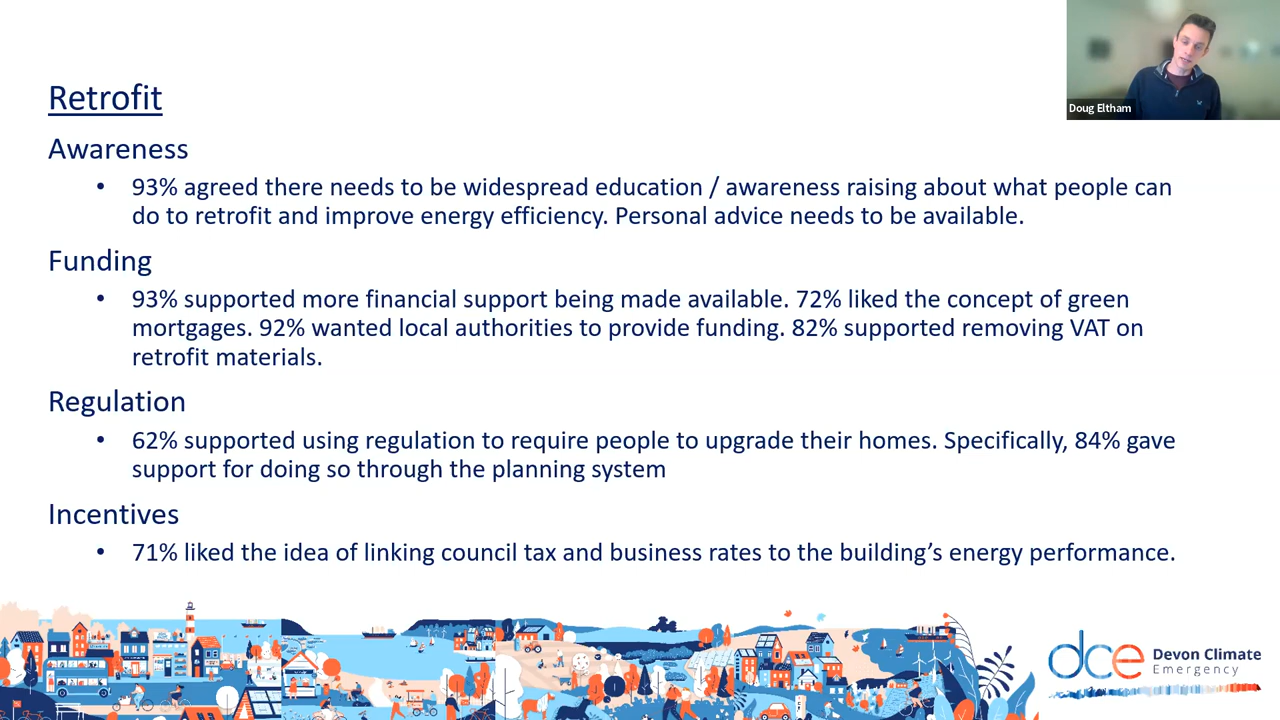 Doug Eltham
Retrofit
Awareness
• 93% agreed there needs to be widespread education / awareness raising about what people can
do to retrofit and improve energy efficiency. Personal advice needs to be available.
Funding
• 93% supported more financial support being made available. 72% liked the concept of green
mortgages. 92% wanted local authorities to provide funding. 82% supported removing VAT on
retrofit materials.
Regulation
• 62% supported using regulation to require people to upgrade their homes. Specifically, 84% gave
support for doing so through the planning system
Incentives
• 71% liked the idea of linking council tax and business rates to the building’s energy performance.
dce Devon Climate
Emergency